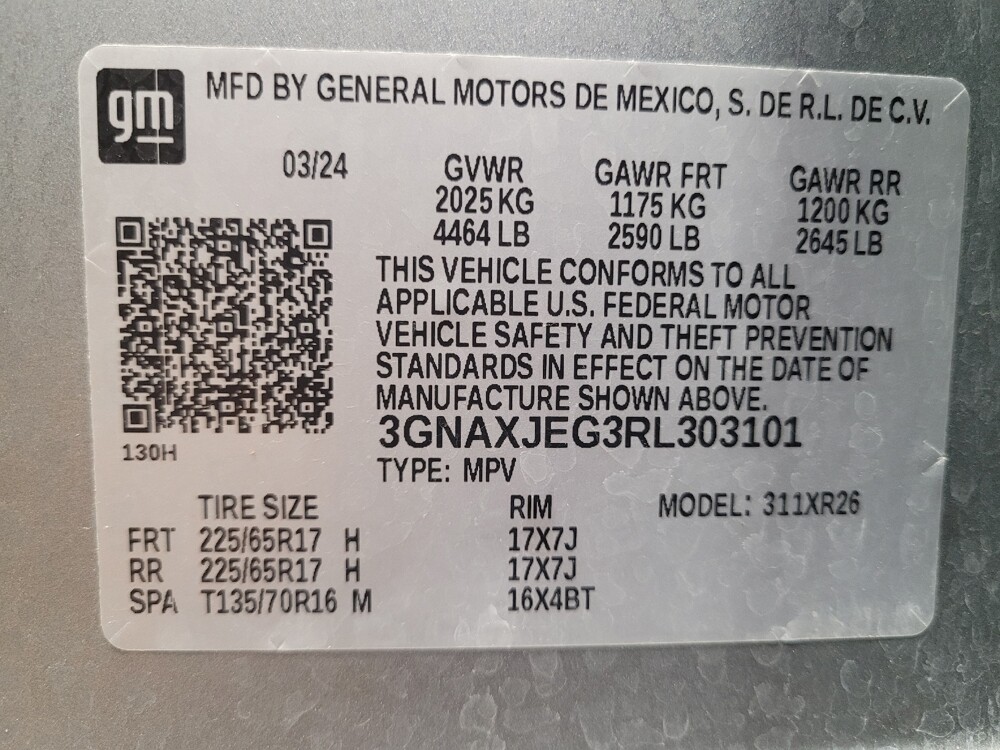 gm
MFD BY GENERAL MOTORS DE MEXICO, S. DE R.L. DE C.V.
03/24 GVWR GAWR FRT GAWR RR
2025 KG 1175 KG 1200 KG
4464 LB 2590 LB 2645 LB
THIS VEHICLE CONFORMS TO ALL
APPLICABLE U.S. FEDERAL MOTOR
VEHICLE SAFETY AND THEFT PREVENTION
STANDARDS IN EFFECT ON THE DATE OF
MANUFACTURE SHOWN ABOVE.
3GNAXJEG3RL303101
130H
TYPE: MPV
TIRE SIZE RIM MODEL: 311XR26
FRT 225/65R17 H 17X7J
RR 225/65R17 H 17X7J
SPA T135/70R16 M 16X4BT